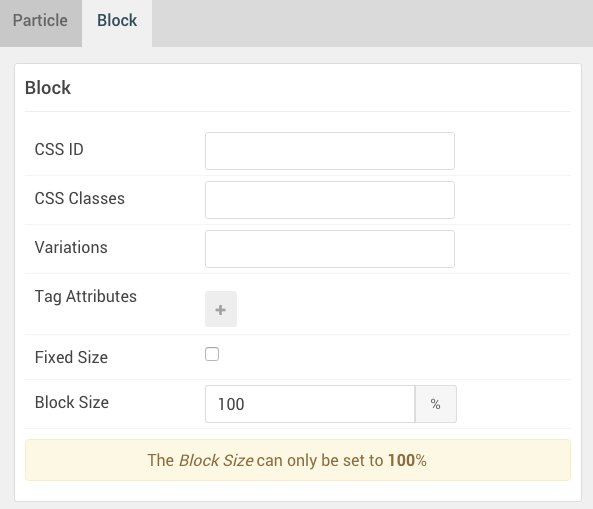 Particle Block
Block
CSS ID
CSS Classes
Variations
Tag Attributes
+
Fixed Size
Block Size 100 %
The Block Size can only be set to 100%